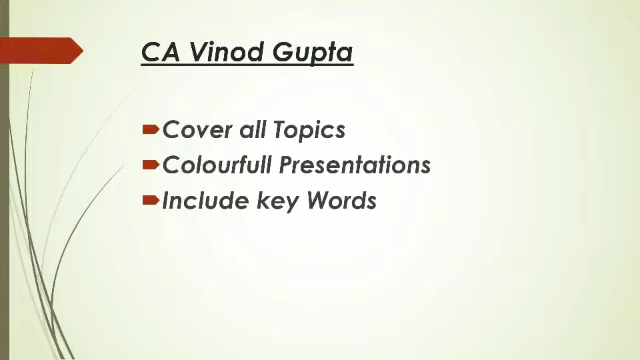 CA Vinod Gupta
Cover all Topics
Colourfull Presentations
Include key Words